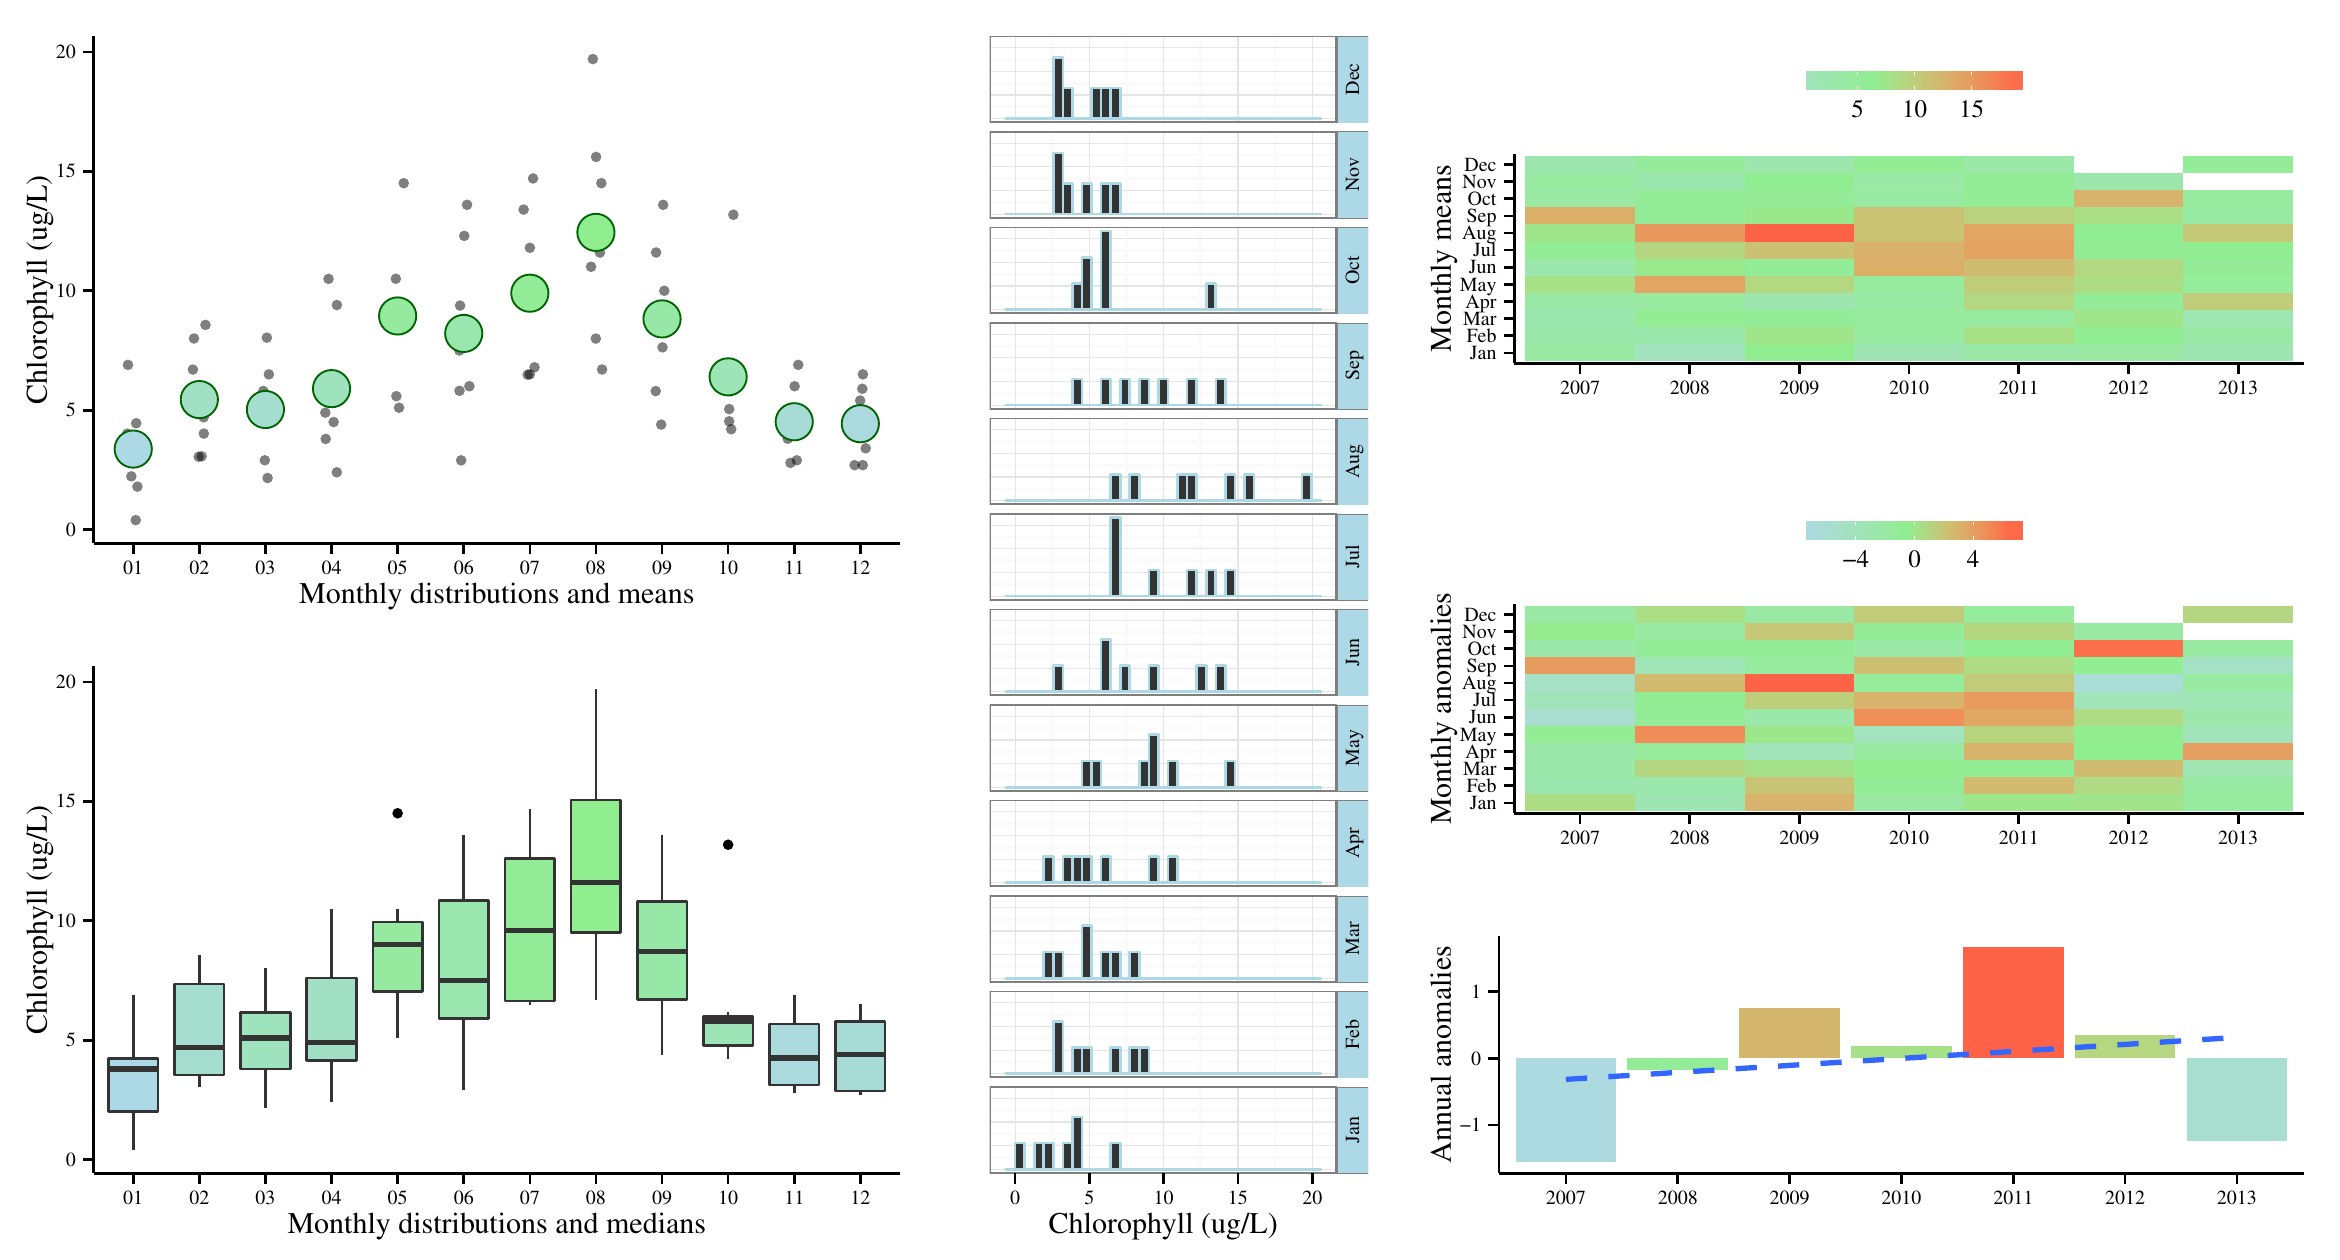 Chlorophyll (ug/L)
20
15
10
5
0
01 02 03 04 05 06 07 08 09 10 11 12
Monthly distributions and means
Chlorophyll (ug/L)
20
15
10
5
0
01 02 03 04 05 06 07 08 09 10 11 12
Monthly distributions and medians
Dec
Nov
Oct
Sep
Aug
Jul
Jun
May
Apr
Mar
Feb
Jan
0 5 10 15 20
Chlorophyll (ug/L)
5 10 15
Monthly means
Dec
Nov
Oct
Sep
Aug
Jul
Jun
May
Apr
Mar
Feb
Jan
2007 2008 2009 2010 2011 2012 2013
−4 0 4
Monthly anomalies
Dec
Nov
Oct
Sep
Aug
Jul
Jun
May
Apr
Mar
Feb
Jan
2007 2008 2009 2010 2011 2012 2013
Annual anomalies
1
0
−1
2007 2008 2009 2010 2011 2012 2013